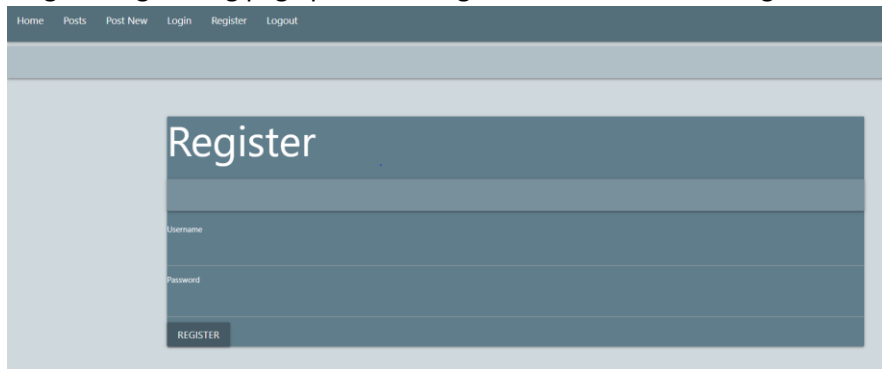 Home Posts Post New Login Register Logout
Register
Username
Password
REGISTER